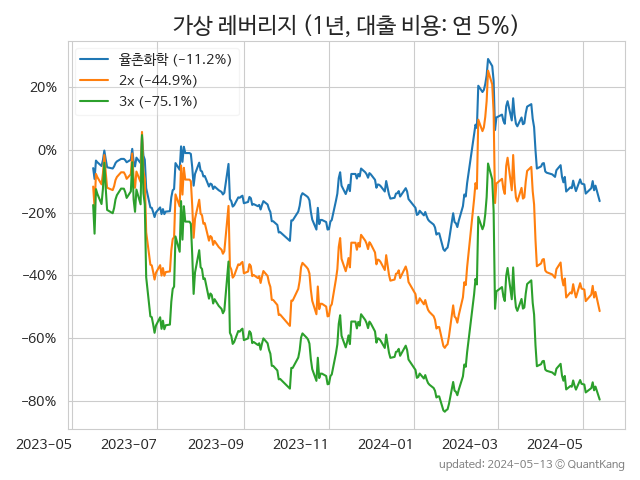 가상 레버리지 (1년, 대출 비용: 연 5%)
율촌화학 (−11.2%)
2x (−44.9%)
3x (−75.1%)
20%
0%
−20%
−40%
−60%
−80%
2023-05 2023-07 2023-09 2023-11 2024-01 2024-03 2024-05
updated: 2024-05-13 © QuantKang